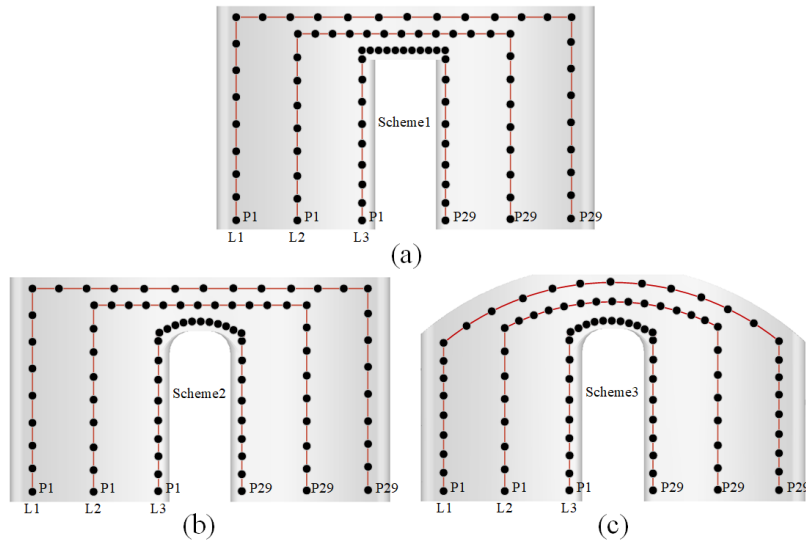 Scheme1
P1 P1 P1 P29 P29 P29
L1 L2 L3
(a)
Scheme2
P1 P1 P1 P29 P29 P29
L1 L2 L3
(b)
Scheme3
P1 P1 P1 P29 P29 P29
L1 L2 L3
(c)